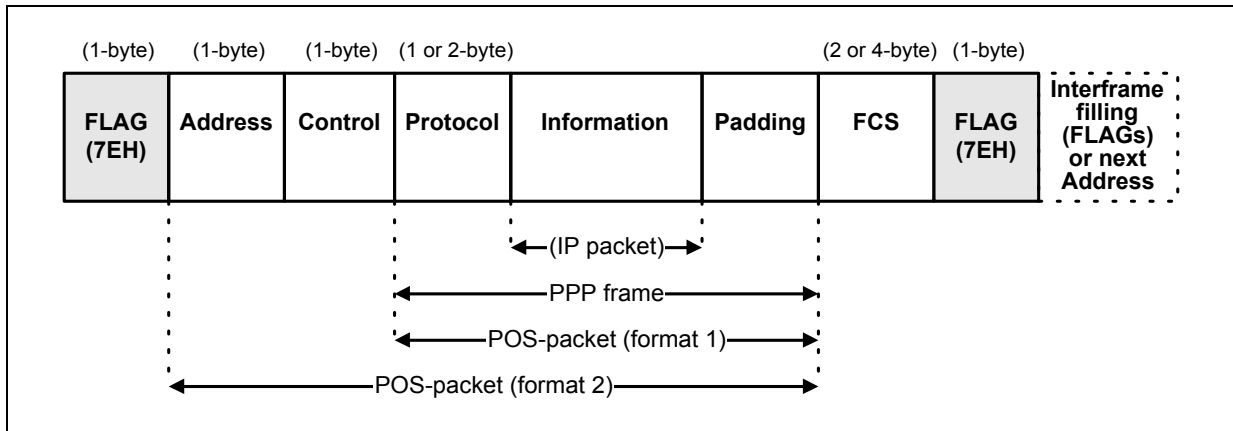 (1-byte) (1-byte) (1-byte) (1 or 2-byte) (2 or 4-byte) (1-byte)
FLAG
(7EH)
Address
Control
Protocol
Information
Padding
FCS
FLAG
(7EH)
Interframe
filling
(FLAGs)
or next
Address
(IP packet)
PPP frame
POS-packet (format 1)
POS-packet (format 2)